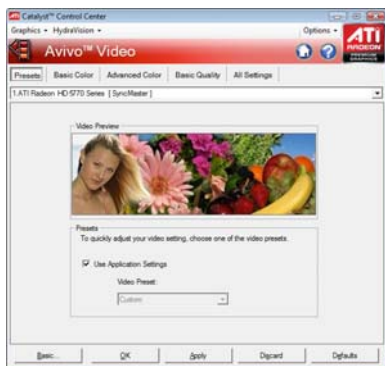 Catalyst™ Control Center
Graphics HydraVision Options
ATI
RADEON
PREMIUM
GRAPHICS
Avivo™ Video
Presets Basic Color Advanced Color Basic Quality All Settings
1.ATI Radeon HD 5770 Series [ SyncMaster ]
Video Preview
Presets
To quickly adjust your video setting, choose one of the video presets.
Use Application Settings
Video Preset:
Custom
Basic... OK Apply Discard Defaults